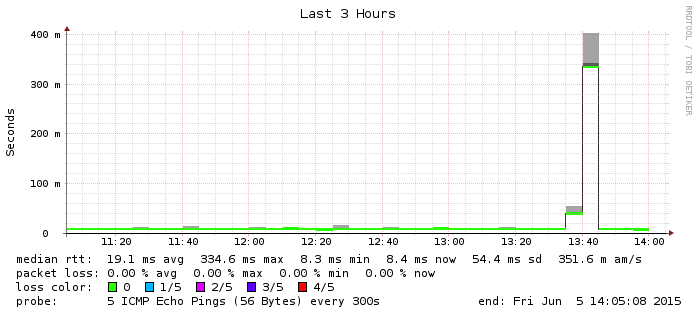 Last 3 Hours
RRDTOOL / TOBI OETIKER
Seconds
400 m
300 m
200 m
100 m
0
11:20 11:40 12:00 12:20 12:40 13:00 13:20 13:40 14:00
median rtt: 19.1 ms avg 334.6 ms max 8.3 ms min 8.4 ms now 54.4 ms sd 351.6 m am/s
packet loss: 0.00 % avg 0.00 % max 0.00 % min 0.00 % now
loss color: 0 1/5 2/5 3/5 4/5
probe: 5 ICMP Echo Pings (56 Bytes) every 300s end: Fri Jun 5 14:05:08 2015